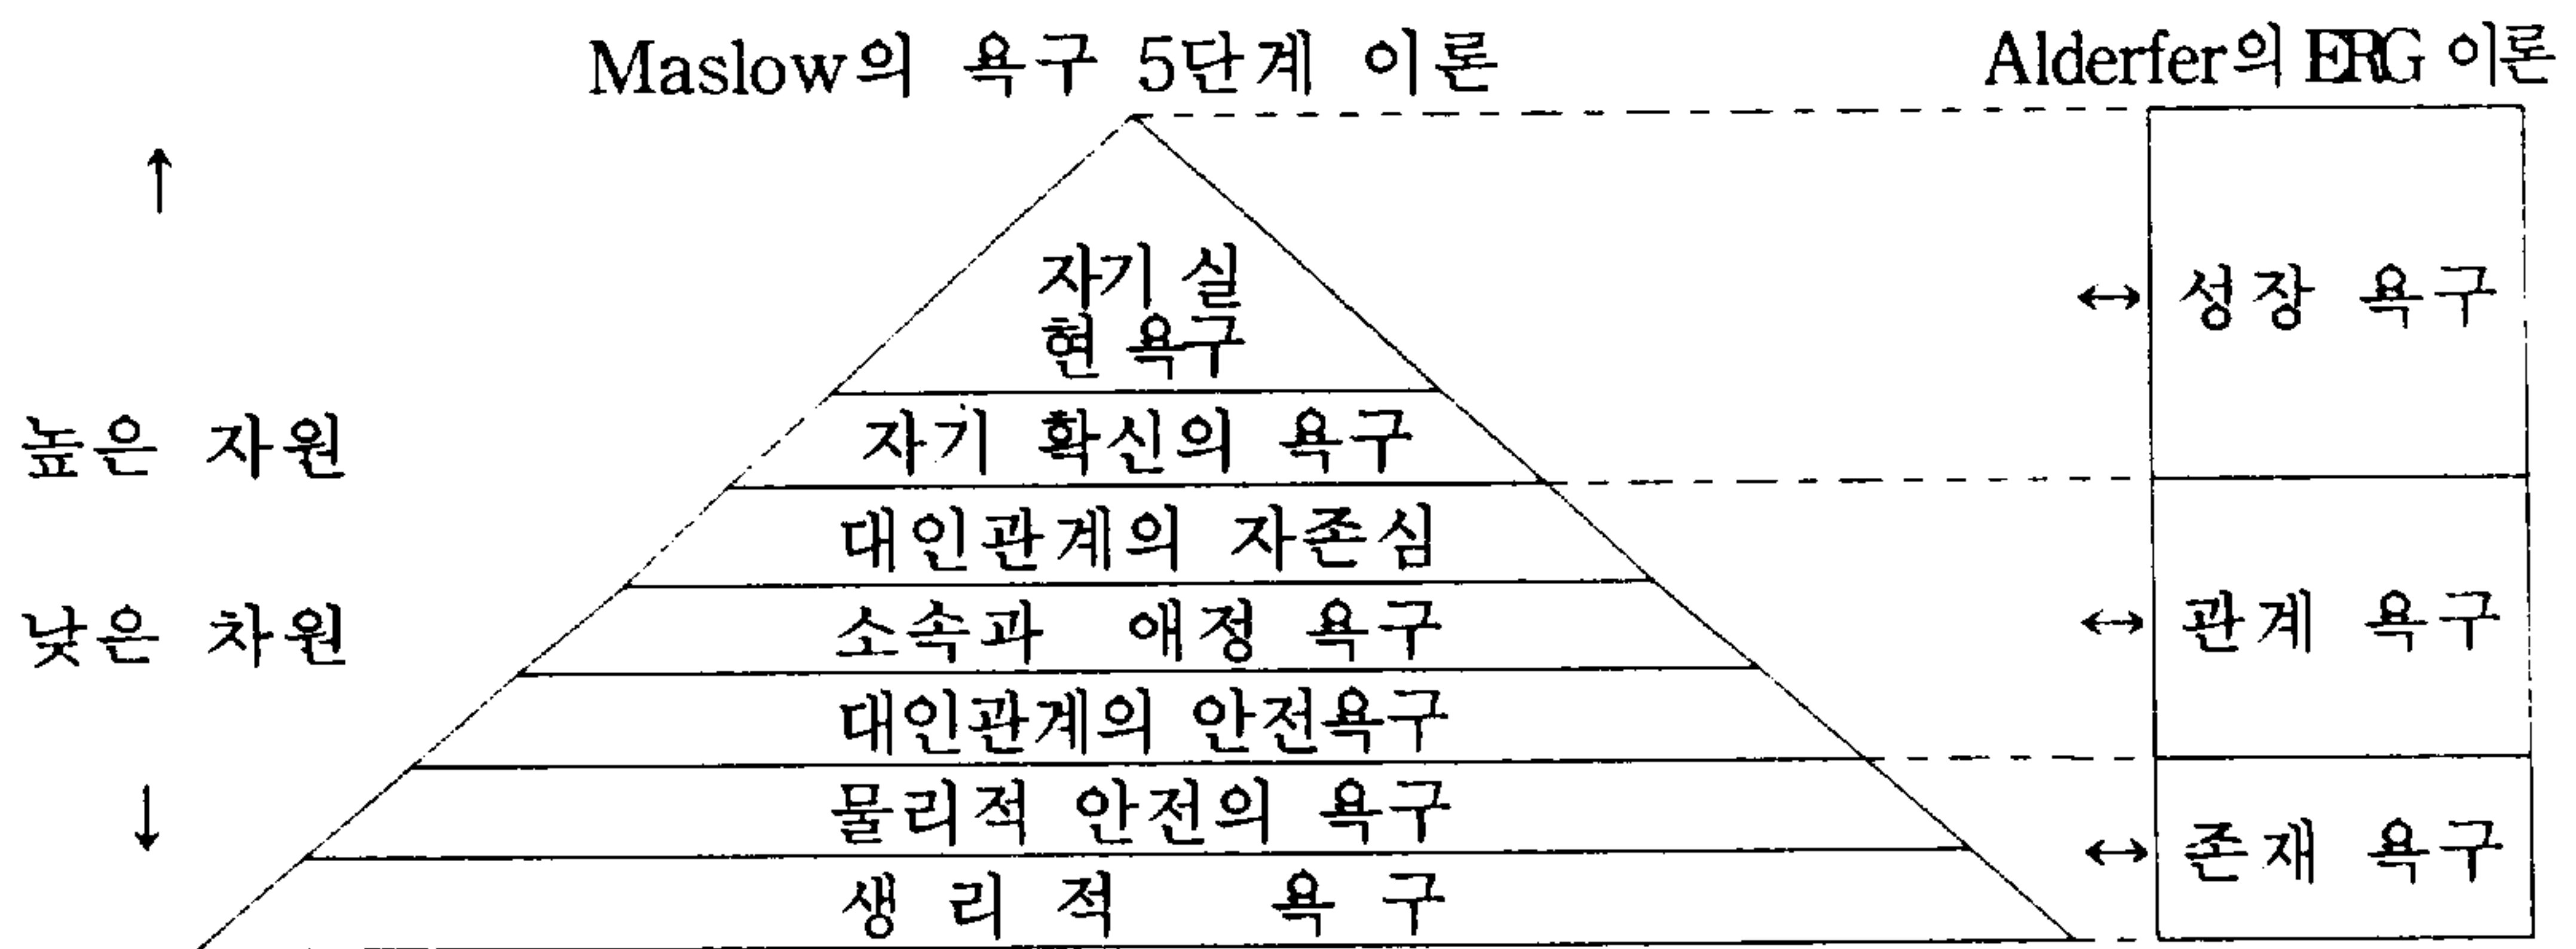 Maslow의 욕구 5단계 이론
Alderfer의 ERG 이론
↑
자기 실
현 욕구
↔ 성장 욕구
높은 자원
자기 확신의 욕구
대인관계의 자존심
낮은 차원
소속과 애정 욕구
↔ 관계 욕구
대인관계의 안전욕구
↓
물리적 안전의 욕구
↔ 존재 욕구
생 리 적 욕 구